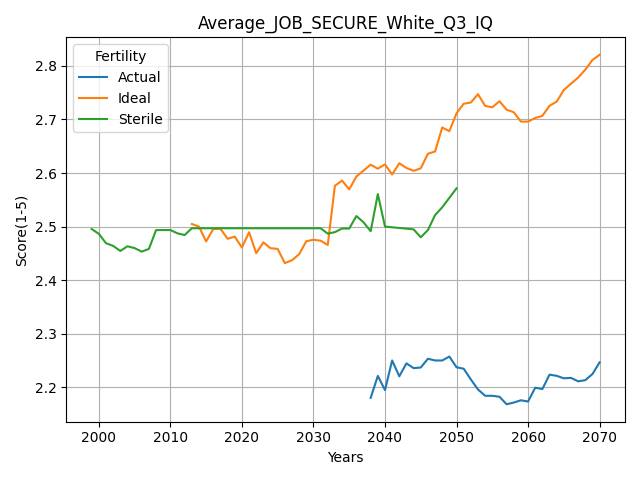 Average_JOB_SECURE_White_Q3_IQ
Fertility
Actual
Ideal
Sterile
Score(1-5)
2.8
2.7
2.6
2.5
2.4
2.3
2.2
2000 2010 2020 2030 2040 2050 2060 2070
Years